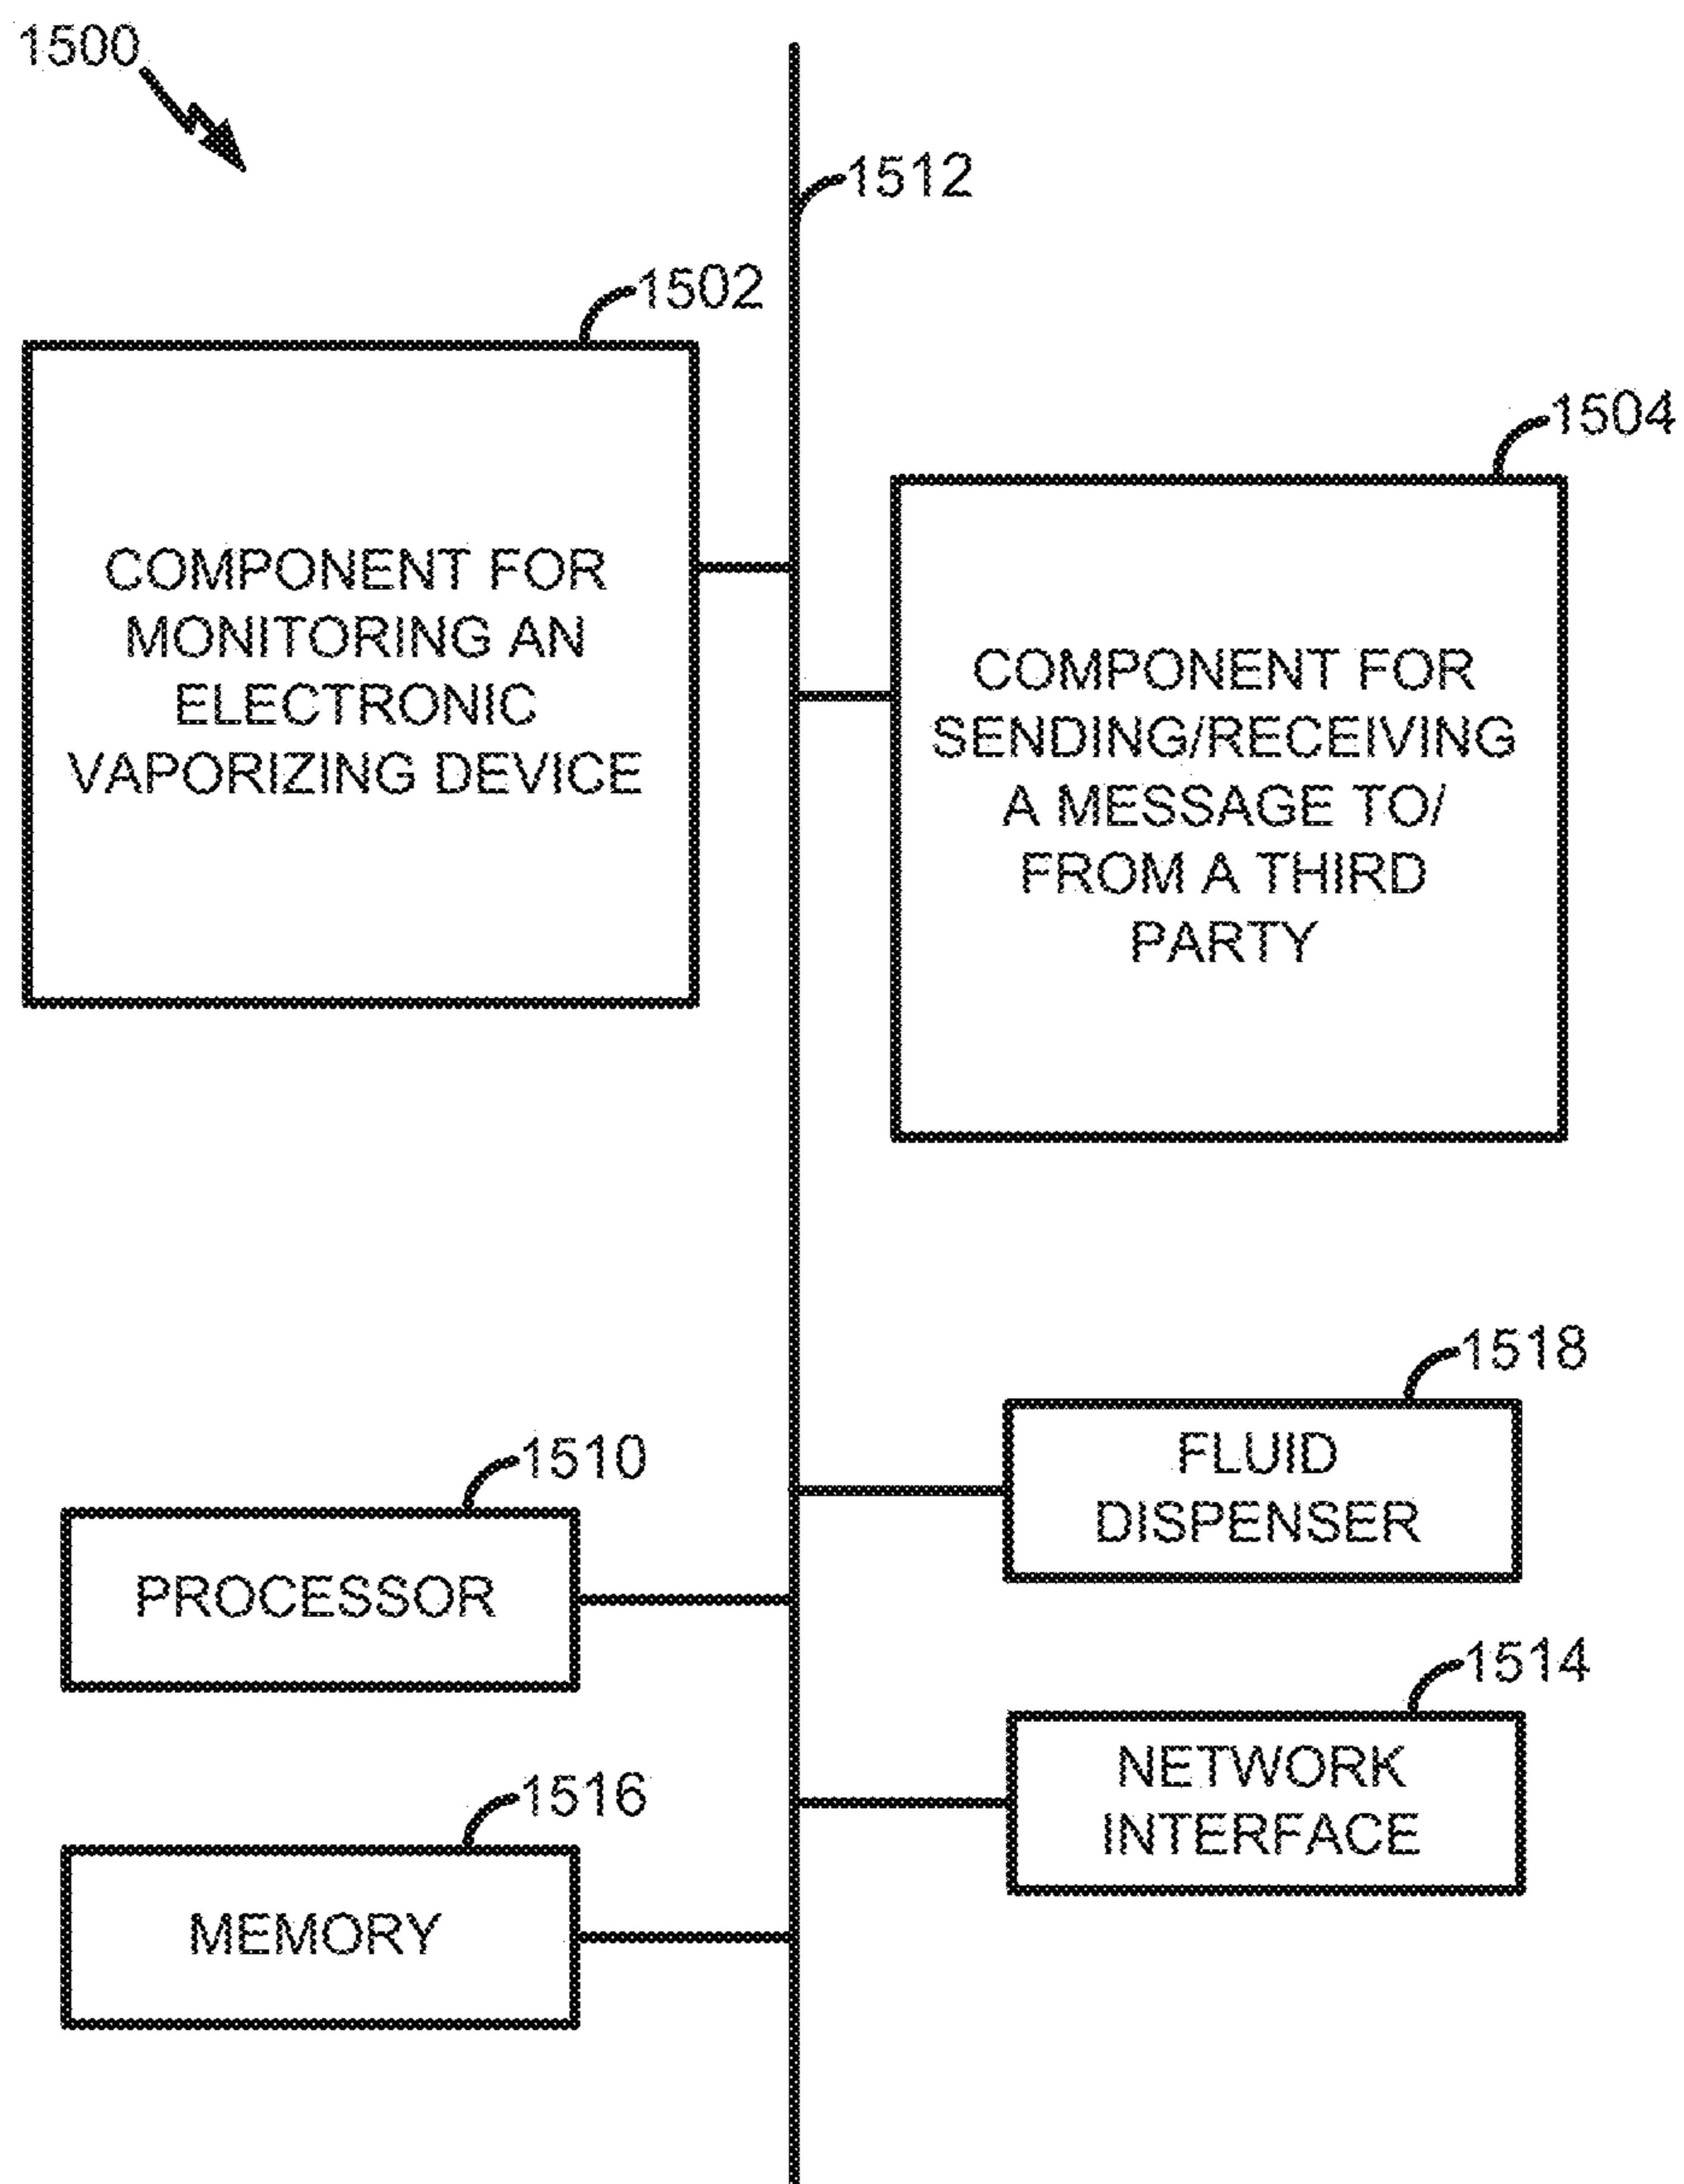 1500
1512
1502
COMPONENT FOR
MONITORING AN
ELECTRONIC
VAPORIZING DEVICE
1504
COMPONENT FOR
SENDING/RECEIVING
A MESSAGE TO/
FROM A THIRD
PARTY
1518
FLUID
DISPENSER
1510
PROCESSOR
1514
NETWORK
INTERFACE
1516
MEMORY